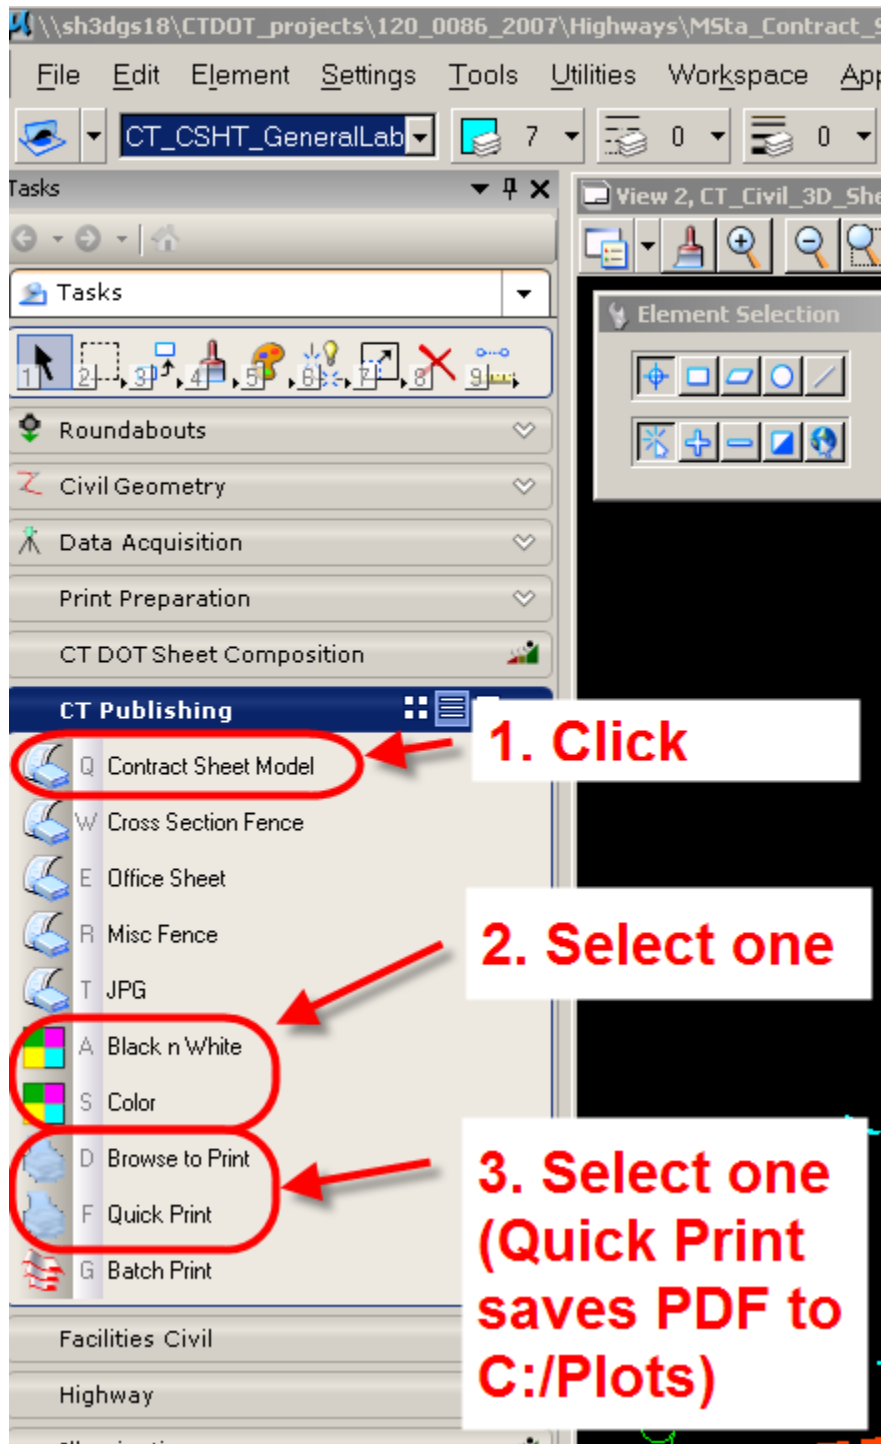 \\sh3dgs18\CTDOT_projects\120_0086_2007\Highways\MSta_Contract_S
File Edit Element Settings Tools Utilities Workspace App
CT_CSHT_GeneralLab 7 0 0
Tasks
View 2, CT_Civil_3D_She
Tasks
Element Selection
1 2 3 4 5 6 7 8 9
Roundabouts
Civil Geometry
Data Acquisition
Print Preparation
CT DOT Sheet Composition
CT Publishing
1. Click
Q Contract Sheet Model
W Cross Section Fence
E Office Sheet
R Misc Fence
2. Select one
T JPG
A Black n White
S Color
D Browse to Print
F Quick Print
G Batch Print
3. Select one
(Quick Print
saves PDF to
C:/Plots)
Facilities Civil
Highway